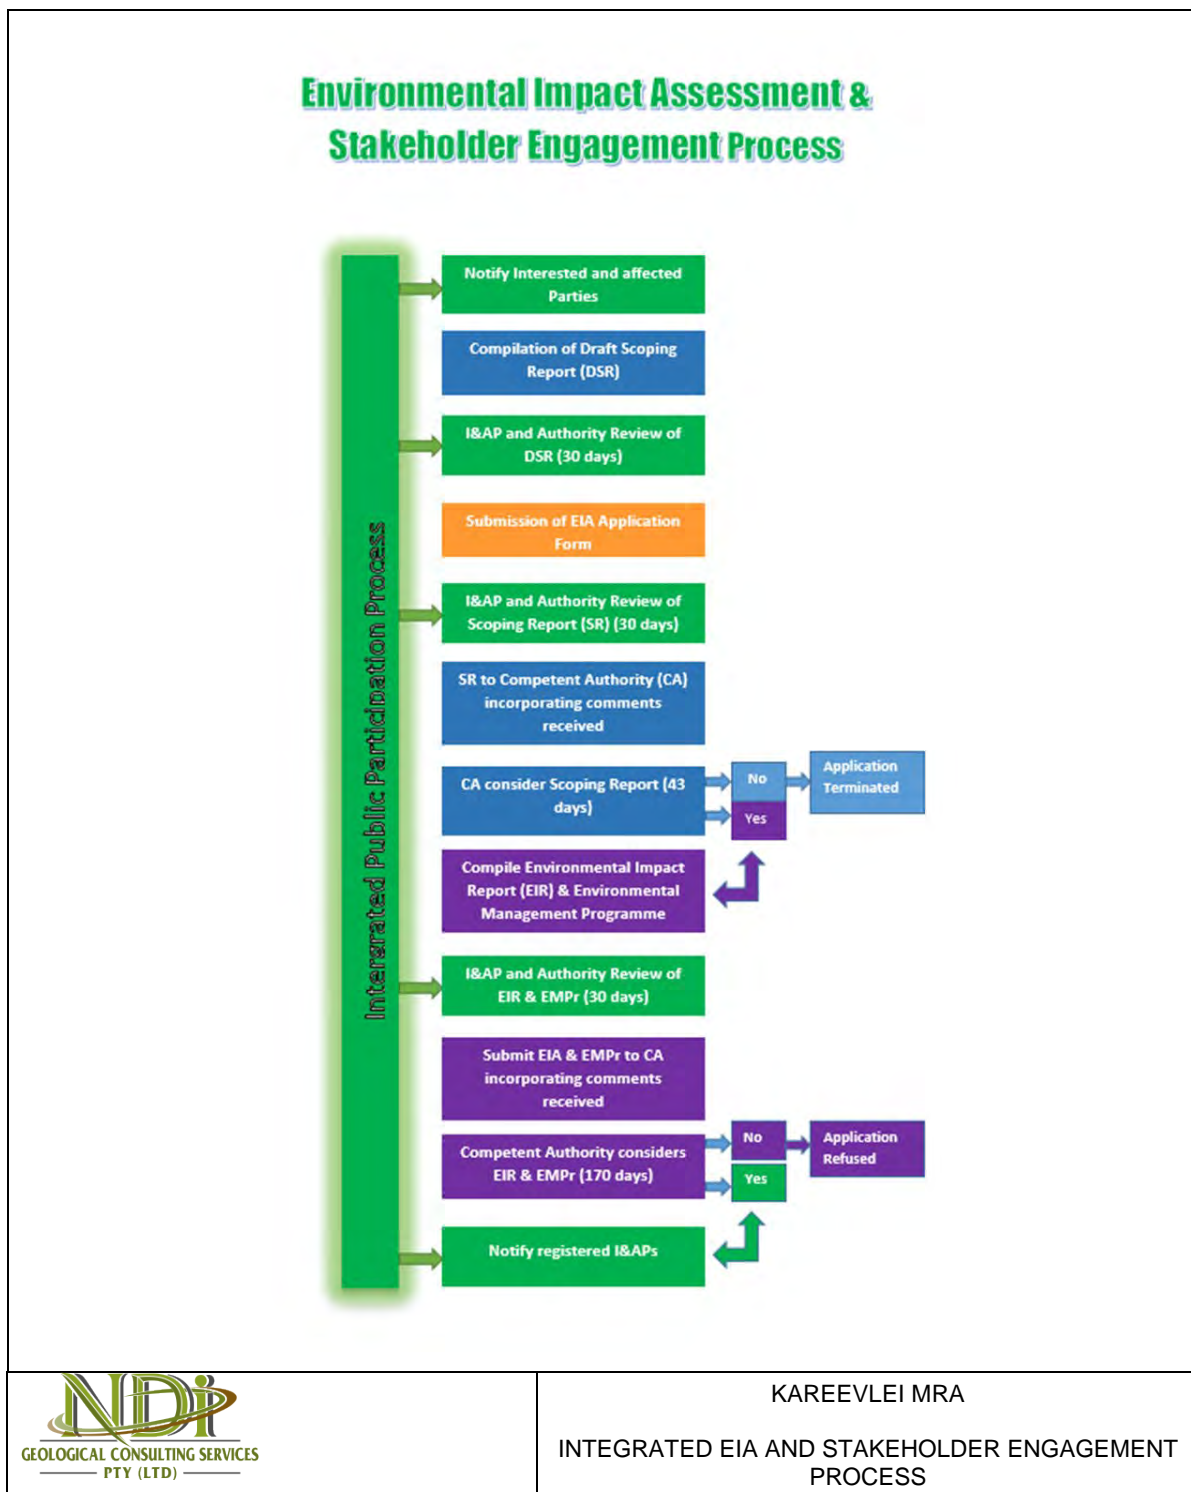 Environmental Impact Assessment &
Stakeholder Engagement Process
Intergrated Public Participation Process
Notify Interested and affected
Parties
Compilation of Draft Scoping
Report (DSR)
I&AP and Authority Review of
DSR (30 days)
Submission of EIA Application
Form
I&AP and Authority Review of
Scoping Report (SR) (30 days)
SR to Competent Authority (CA)
incorporating comments
received
CA consider Scoping Report (43
days)
No
Yes
Application
Terminated
Compile Environmental Impact
Report (EIR) & Environmental
Management Programme
I&AP and Authority Review of
EIR & EMPr (30 days)
Submit EIA & EMPr to CA
incorporating comments
received
Competent Authority considers
EIR & EMPr (170 days)
No
Yes
Application
Refused
Notify registered I&APs
NDi
GEOLOGICAL CONSULTING SERVICES
PTY (LTD)
KAREEVLEI MRA
INTEGRATED EIA AND STAKEHOLDER ENGAGEMENT
PROCESS